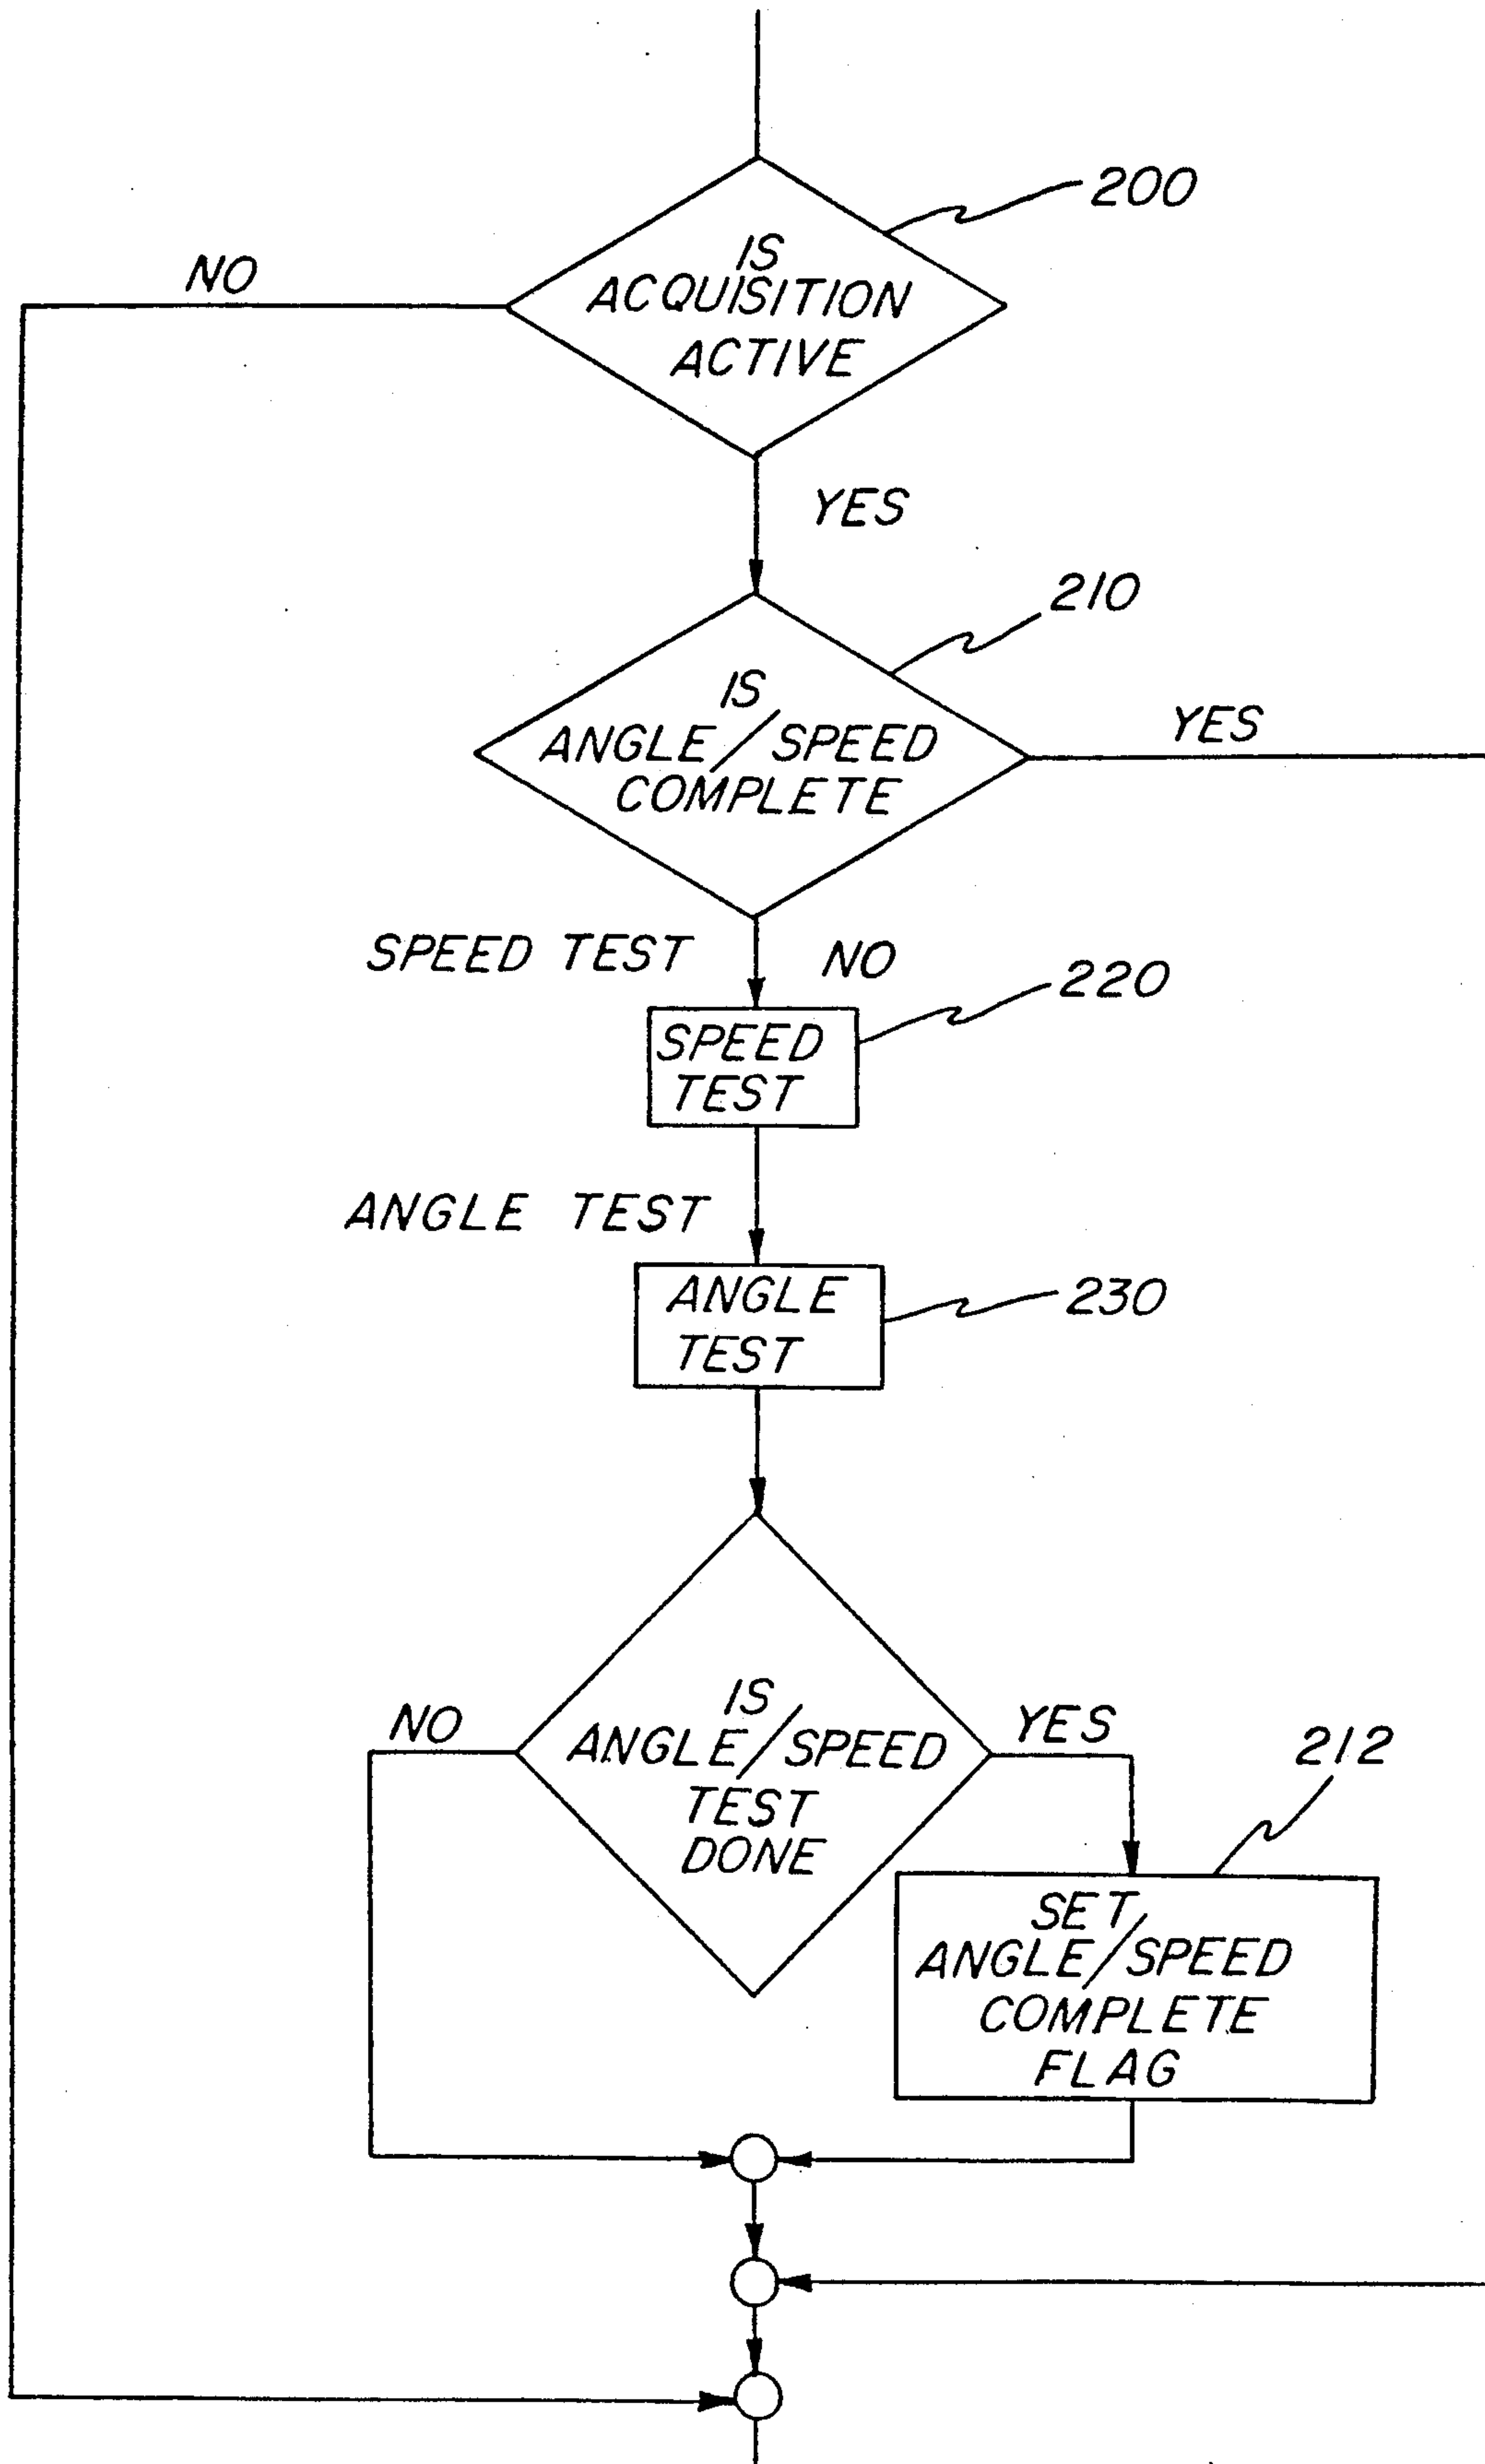 200
IS
ACQUISITION
ACTIVE
NO
YES
210
IS
ANGLE/SPEED
COMPLETE
YES
SPEED TEST
NO
220
SPEED
TEST
ANGLE TEST
230
ANGLE
TEST
IS
ANGLE/SPEED
TEST
DONE
NO
YES
212
SET
ANGLE/SPEED
COMPLETE
FLAG